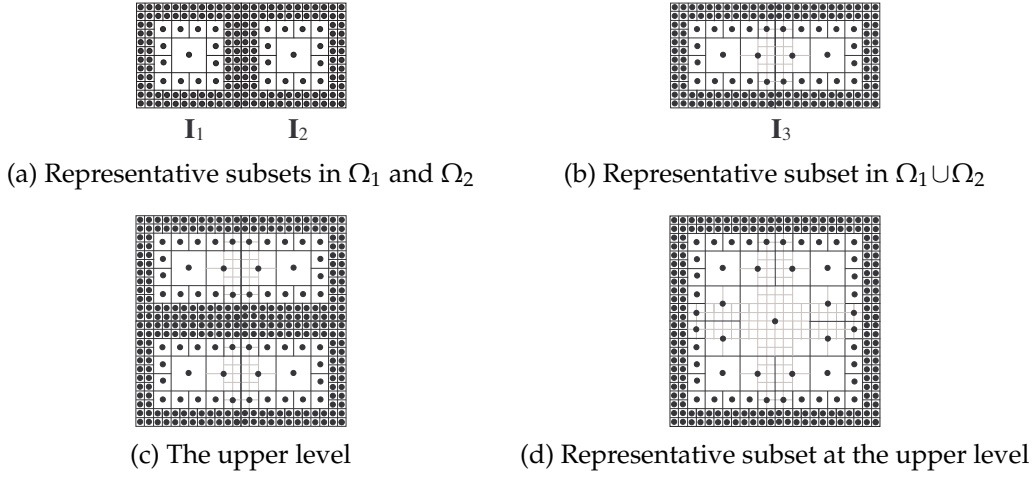 I₁ I₂ I₃
(a) Representative subsets in Ω₁ and Ω₂ (b) Representative subset in Ω₁∪Ω₂
(c) The upper level (d) Representative subset at the upper level